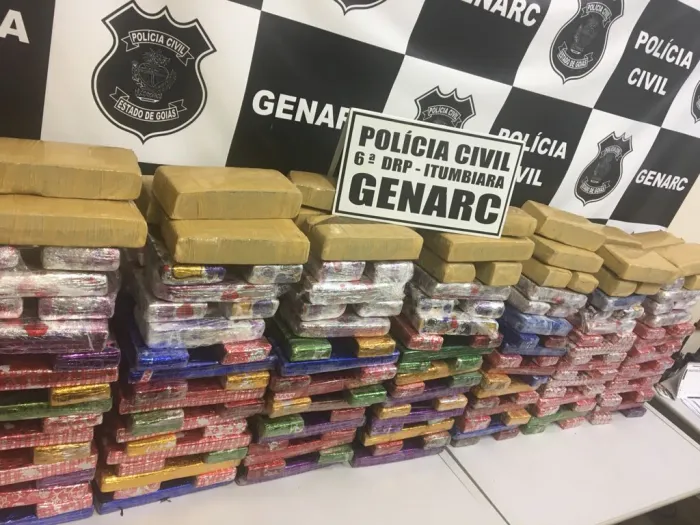 A
POLÍCIA CIVIL
ESTADO DE GOIÁS
GENARC
GENARC
POLÍCIA
CIVIL
POLÍCIA
CIVIL
GENARC
POLÍCIA CIVIL
6ª DRP - ITUMBIARA
GENARC